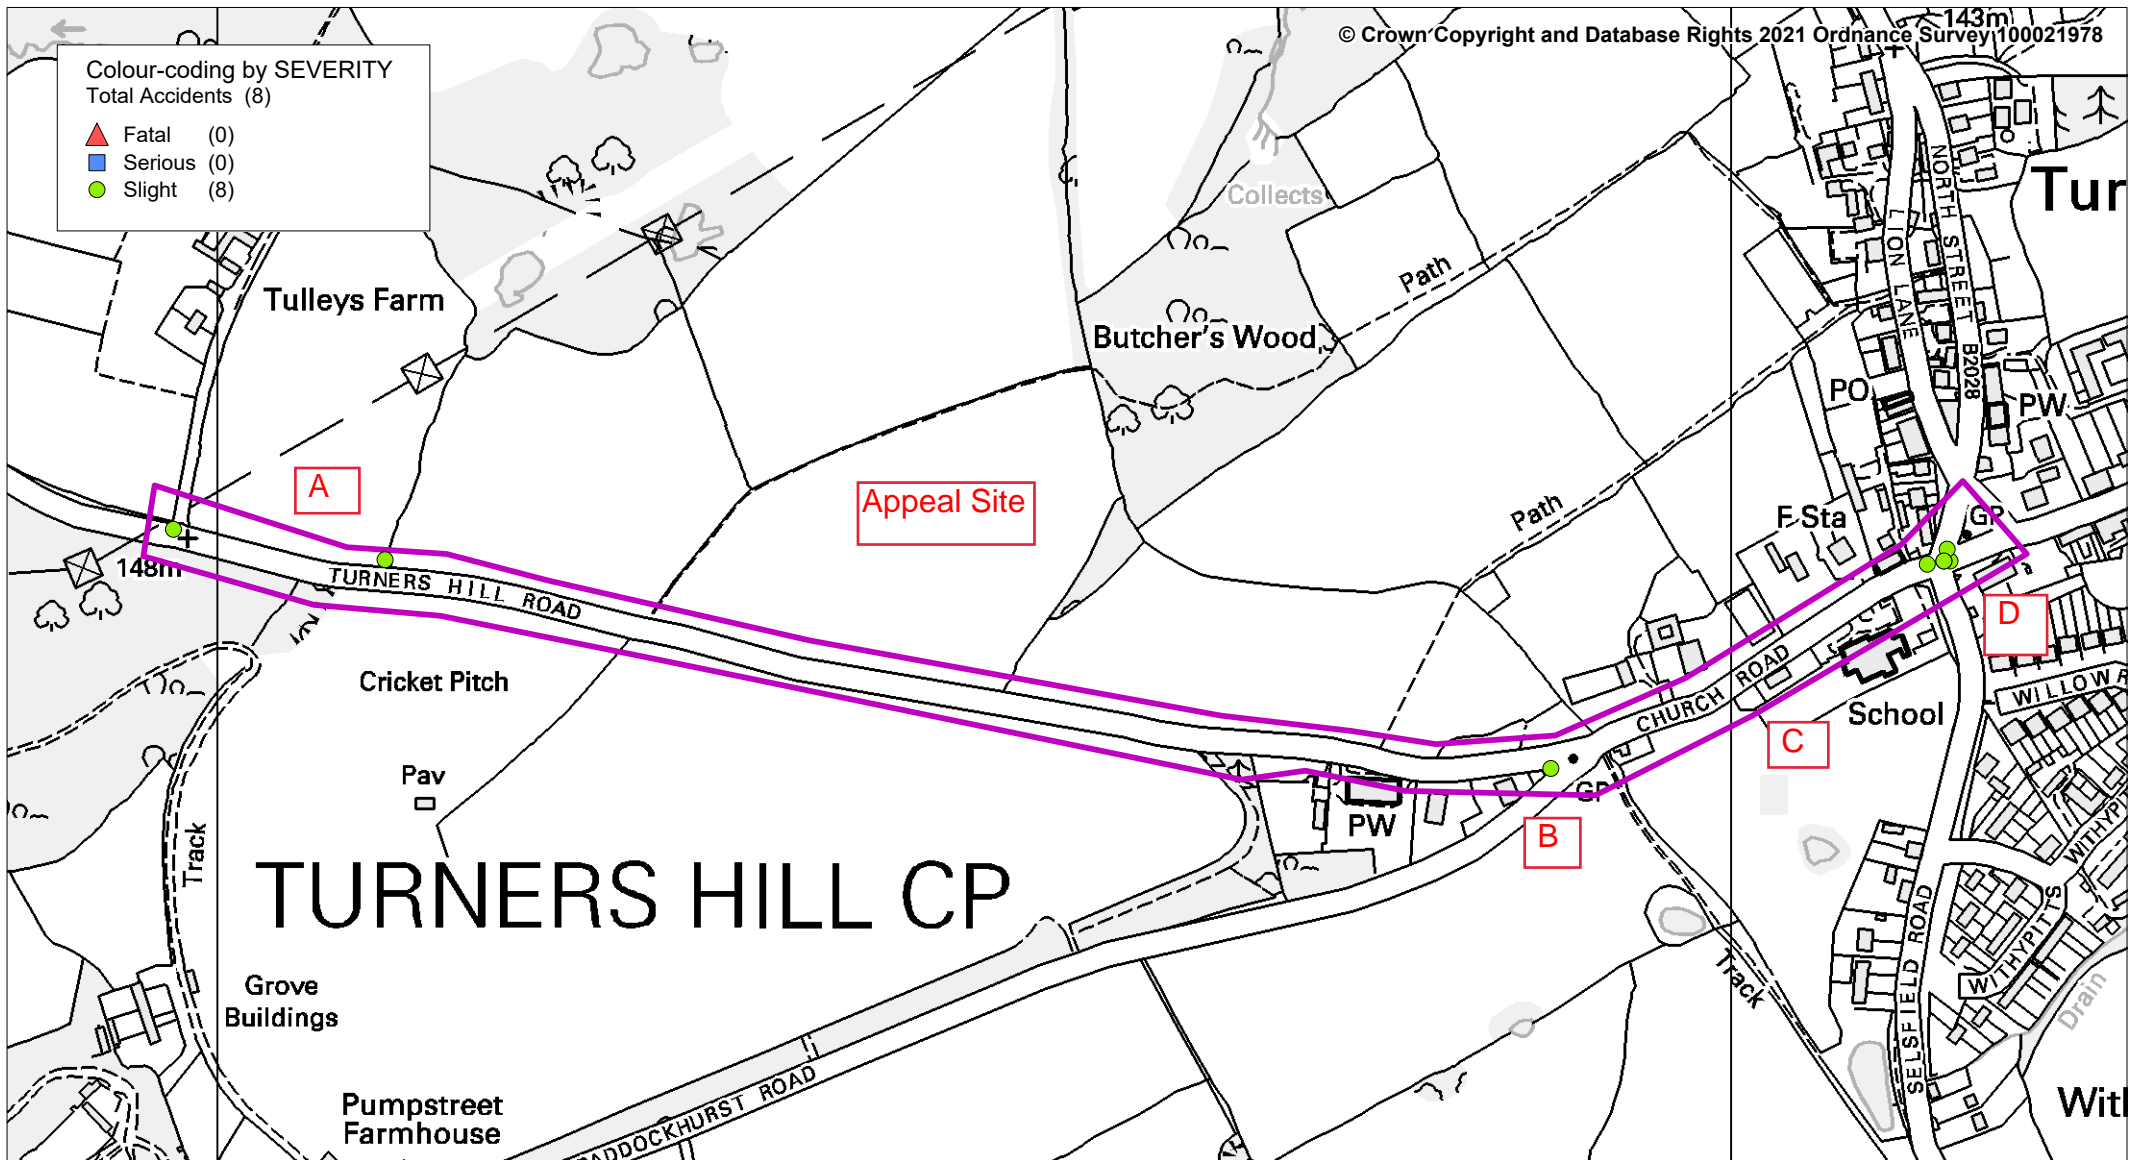 143m
© Crown Copyright and Database Rights 2021 Ordnance Survey 100021978
Colour-coding by SEVERITY
Total Accidents (8)
Fatal (0)
Serious (0)
Slight (8)
Collects
Tur
NORTH STREET
B2028
LION LANE
Path
Tulleys Farm
Butcher's Wood
PO
PW
A
Appeal Site
Path
F Sta
GP
148m
TURNERS HILL ROAD
D
Cricket Pitch
CHURCH ROAD
WILLOW R
School
C
Pav
GP
PW
B
Track
WITHYPI
TURNERS HILL CP
SELSFIELD ROAD
WITHYPITTS
Track
Drain
Grove
Buildings
Pumpstreet
Farmhouse
PADDOCKHURST ROAD
Wit